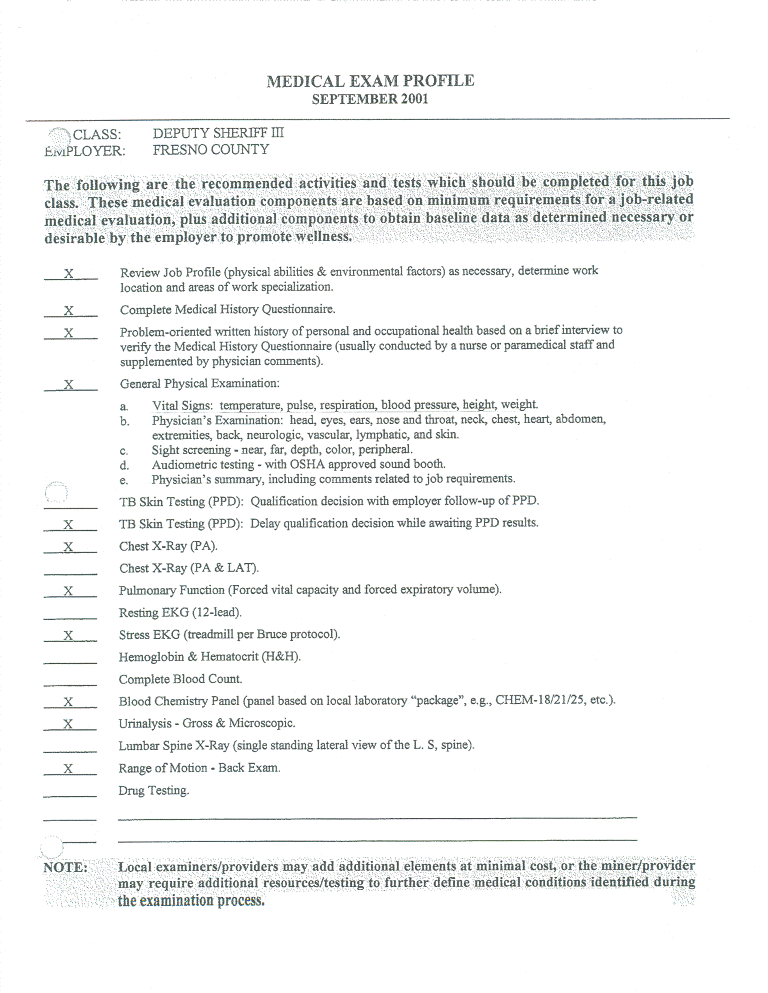 MEDICAL EXAM PROFILE
SEPTEMBER 2001
CLASS: DEPUTY SHERIFF III
EMPLOYER: FRESNO COUNTY
The following are the recommended activities and tests which should be completed for this job
class. These medical evaluation components are based on minimum requirements for a job-related
medical evaluation, plus additional components to obtain baseline data as determined necessary or
desirable by the employer to promote wellness.
X Review Job Profile (physical abilities & environmental factors) as necessary, determine work
location and areas of work specialization.
X Complete Medical History Questionnaire.
X Problem-oriented written history of personal and occupational health based on a brief interview to
verify the Medical History Questionnaire (usually conducted by a nurse or paramedical staff and
supplemented by physician comments).
X General Physical Examination:
a. Vital Signs: temperature, pulse, respiration, blood pressure, height, weight.
b. Physician's Examination: head, eyes, ears, nose and throat, neck, chest, heart, abdomen,
extremities, back, neurologic, vascular, lymphatic, and skin.
c. Sight screening - near, far, depth, color, peripheral.
d. Audiometric testing - with OSHA approved sound booth.
e. Physician's summary, including comments related to job requirements.
TB Skin Testing (PPD): Qualification decision with employer follow-up of PPD.
X TB Skin Testing (PPD): Delay qualification decision while awaiting PPD results.
X Chest X-Ray (PA).
Chest X-Ray (PA & LAT).
X Pulmonary Function (Forced vital capacity and forced expiratory volume).
Resting EKG (12-lead).
X Stress EKG (treadmill per Bruce protocol).
Hemoglobin & Hematocrit (H&H).
Complete Blood Count.
X Blood Chemistry Panel (panel based on local laboratory "package", e.g., CHEM-18/21/25, etc.).
X Urinalysis - Gross & Microscopic.
Lumbar Spine X-Ray (single standing lateral view of the L. S, spine).
X Range of Motion - Back Exam.
Drug Testing.
NOTE: Local examiners/providers may add additional elements at minimal cost, or the miner/provider
may require additional resources/testing to further define medical conditions identified during
the examination process.